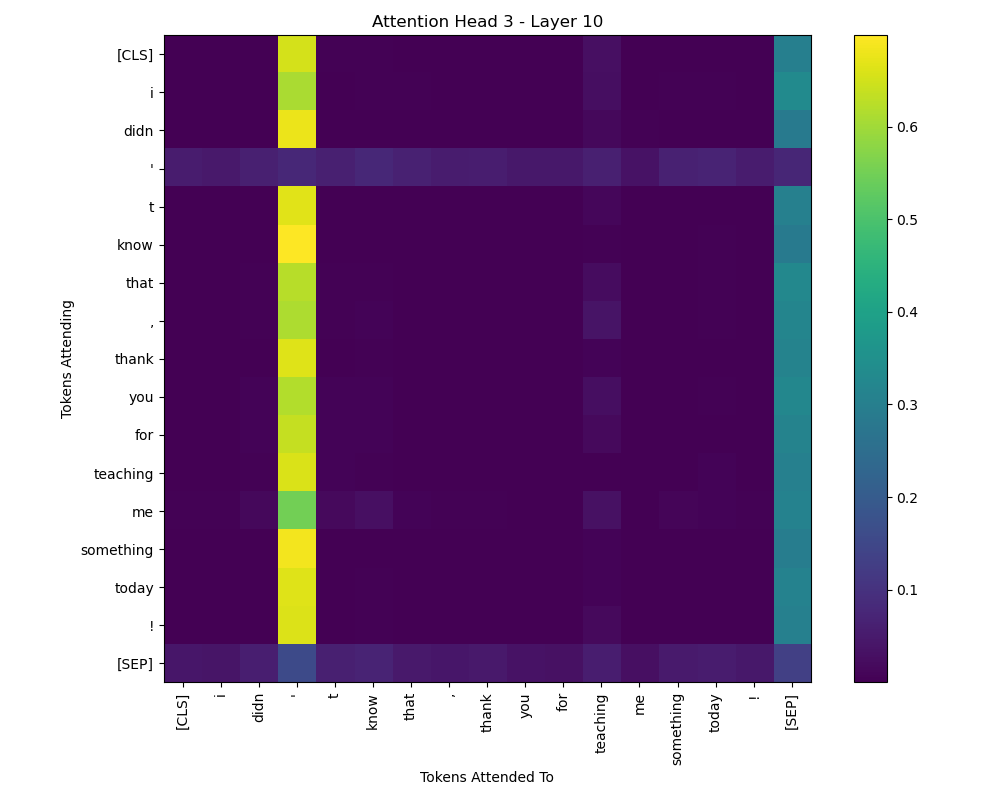 Attention Head 3 - Layer 10
[CLS]
i
didn
'
t
know
that
,
thank
you
for
teaching
me
something
today
!
[SEP]
Tokens Attending
[CLS] i didn ' t know that , thank you for teaching me something today ! [SEP]
Tokens Attended To
0.6
0.5
0.4
0.3
0.2
0.1